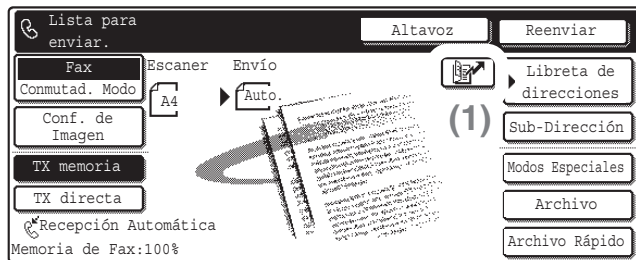 Lista para
enviar.
Altavoz
Reenviar
Fax
Conmutad. Modo
Escaner
Envío
A4
Auto.
Libreta de
direcciones
(1)
Conf. de
Imagen
Sub-Dirección
TX memoria
Modos Especiales
TX directa
Archivo
Recepción Automática
Archivo Rápido
Memoria de Fax:100%